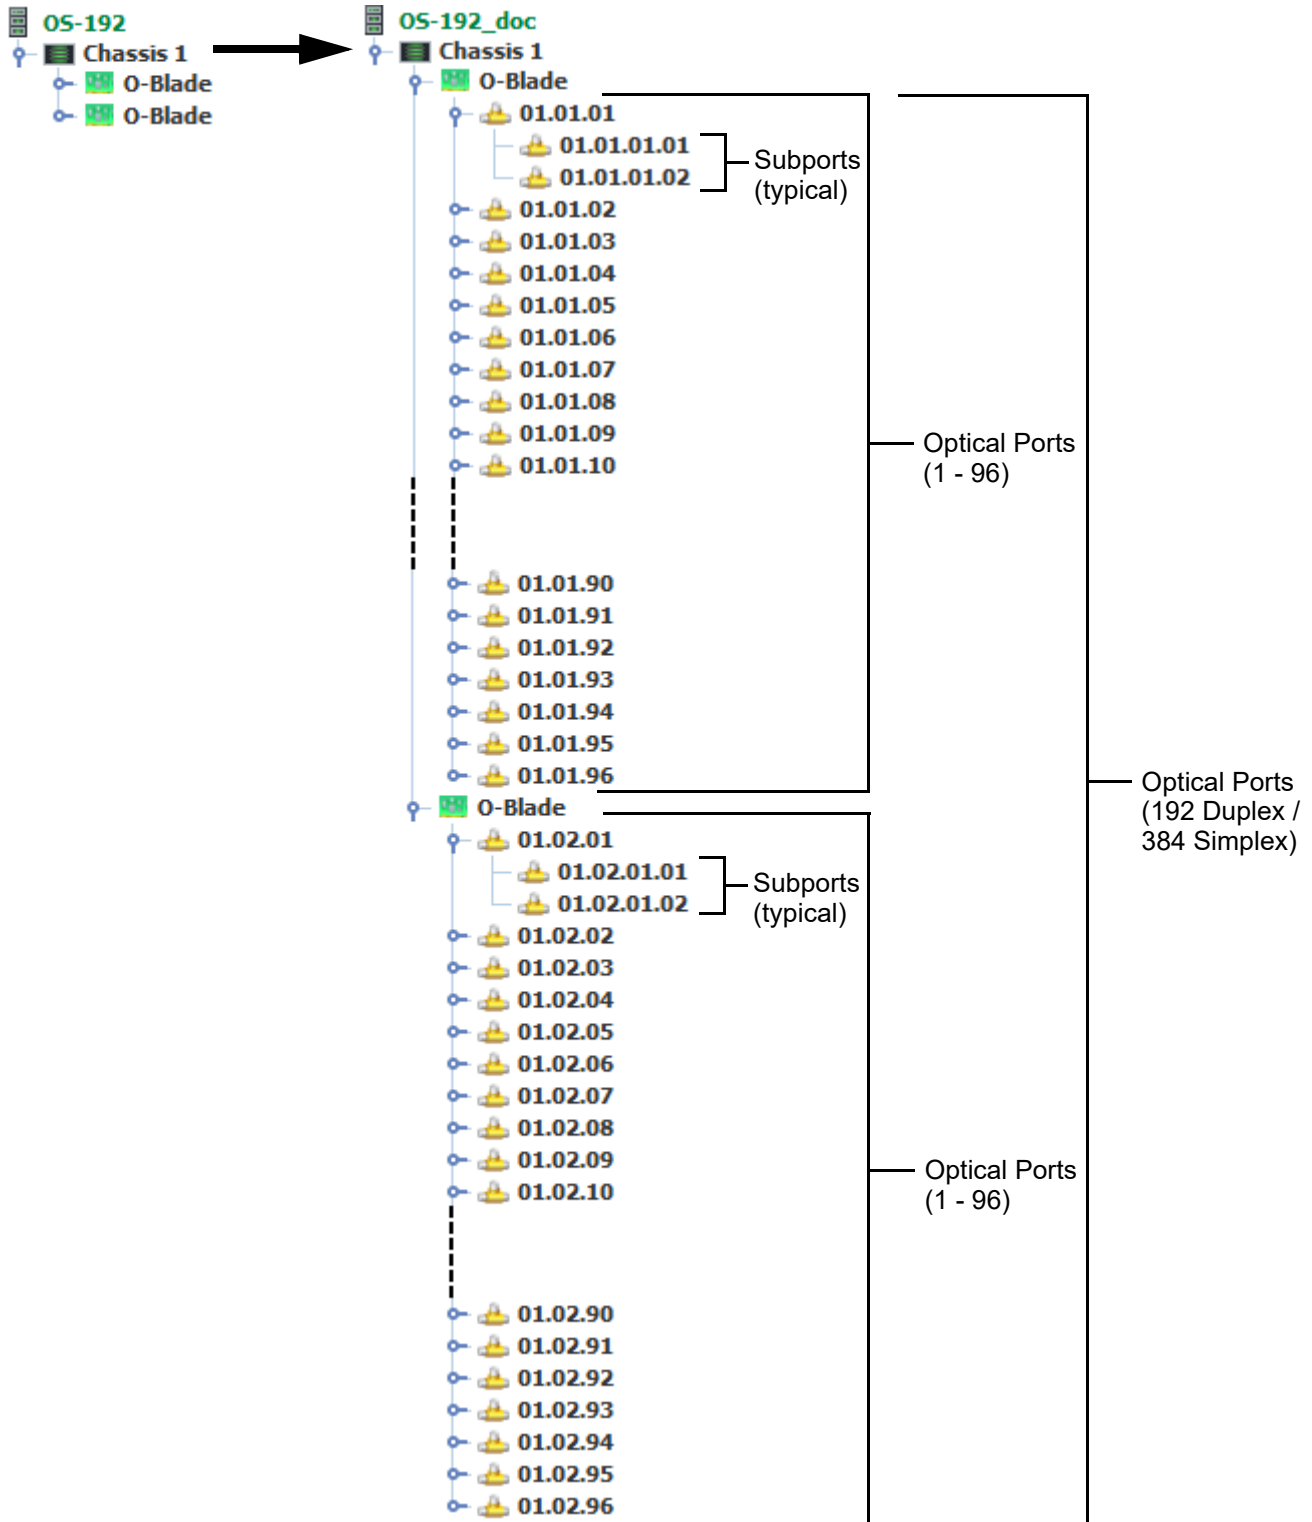 OS-192
Chassis 1
O-Blade
O-Blade
OS-192_doc
Chassis 1
O-Blade
01.01.01
01.01.01.01
01.01.01.02
Subports
(typical)
01.01.02
01.01.03
01.01.04
01.01.05
01.01.06
01.01.07
01.01.08
01.01.09
01.01.10
Optical Ports
(1 - 96)
01.01.90
01.01.91
01.01.92
01.01.93
01.01.94
01.01.95
01.01.96
O-Blade
01.02.01
01.02.01.01
01.02.01.02
Subports
(typical)
01.02.02
01.02.03
01.02.04
01.02.05
01.02.06
01.02.07
01.02.08
01.02.09
01.02.10
Optical Ports
(1 - 96)
01.02.90
01.02.91
01.02.92
01.02.93
01.02.94
01.02.95
01.02.96
Optical Ports
(192 Duplex /
384 Simplex)